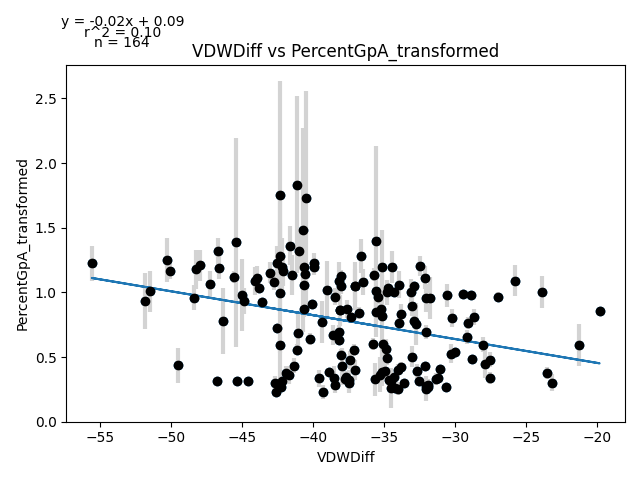 y = -0.02x + 0.09
r^2 = 0.10
n = 164
VDWDiff vs PercentGpA_transformed
PercentGpA_transformed
2.5
2.0
1.5
1.0
0.5
0.0
−55
−50
−45
−40
−35
−30
−25
−20
VDWDiff